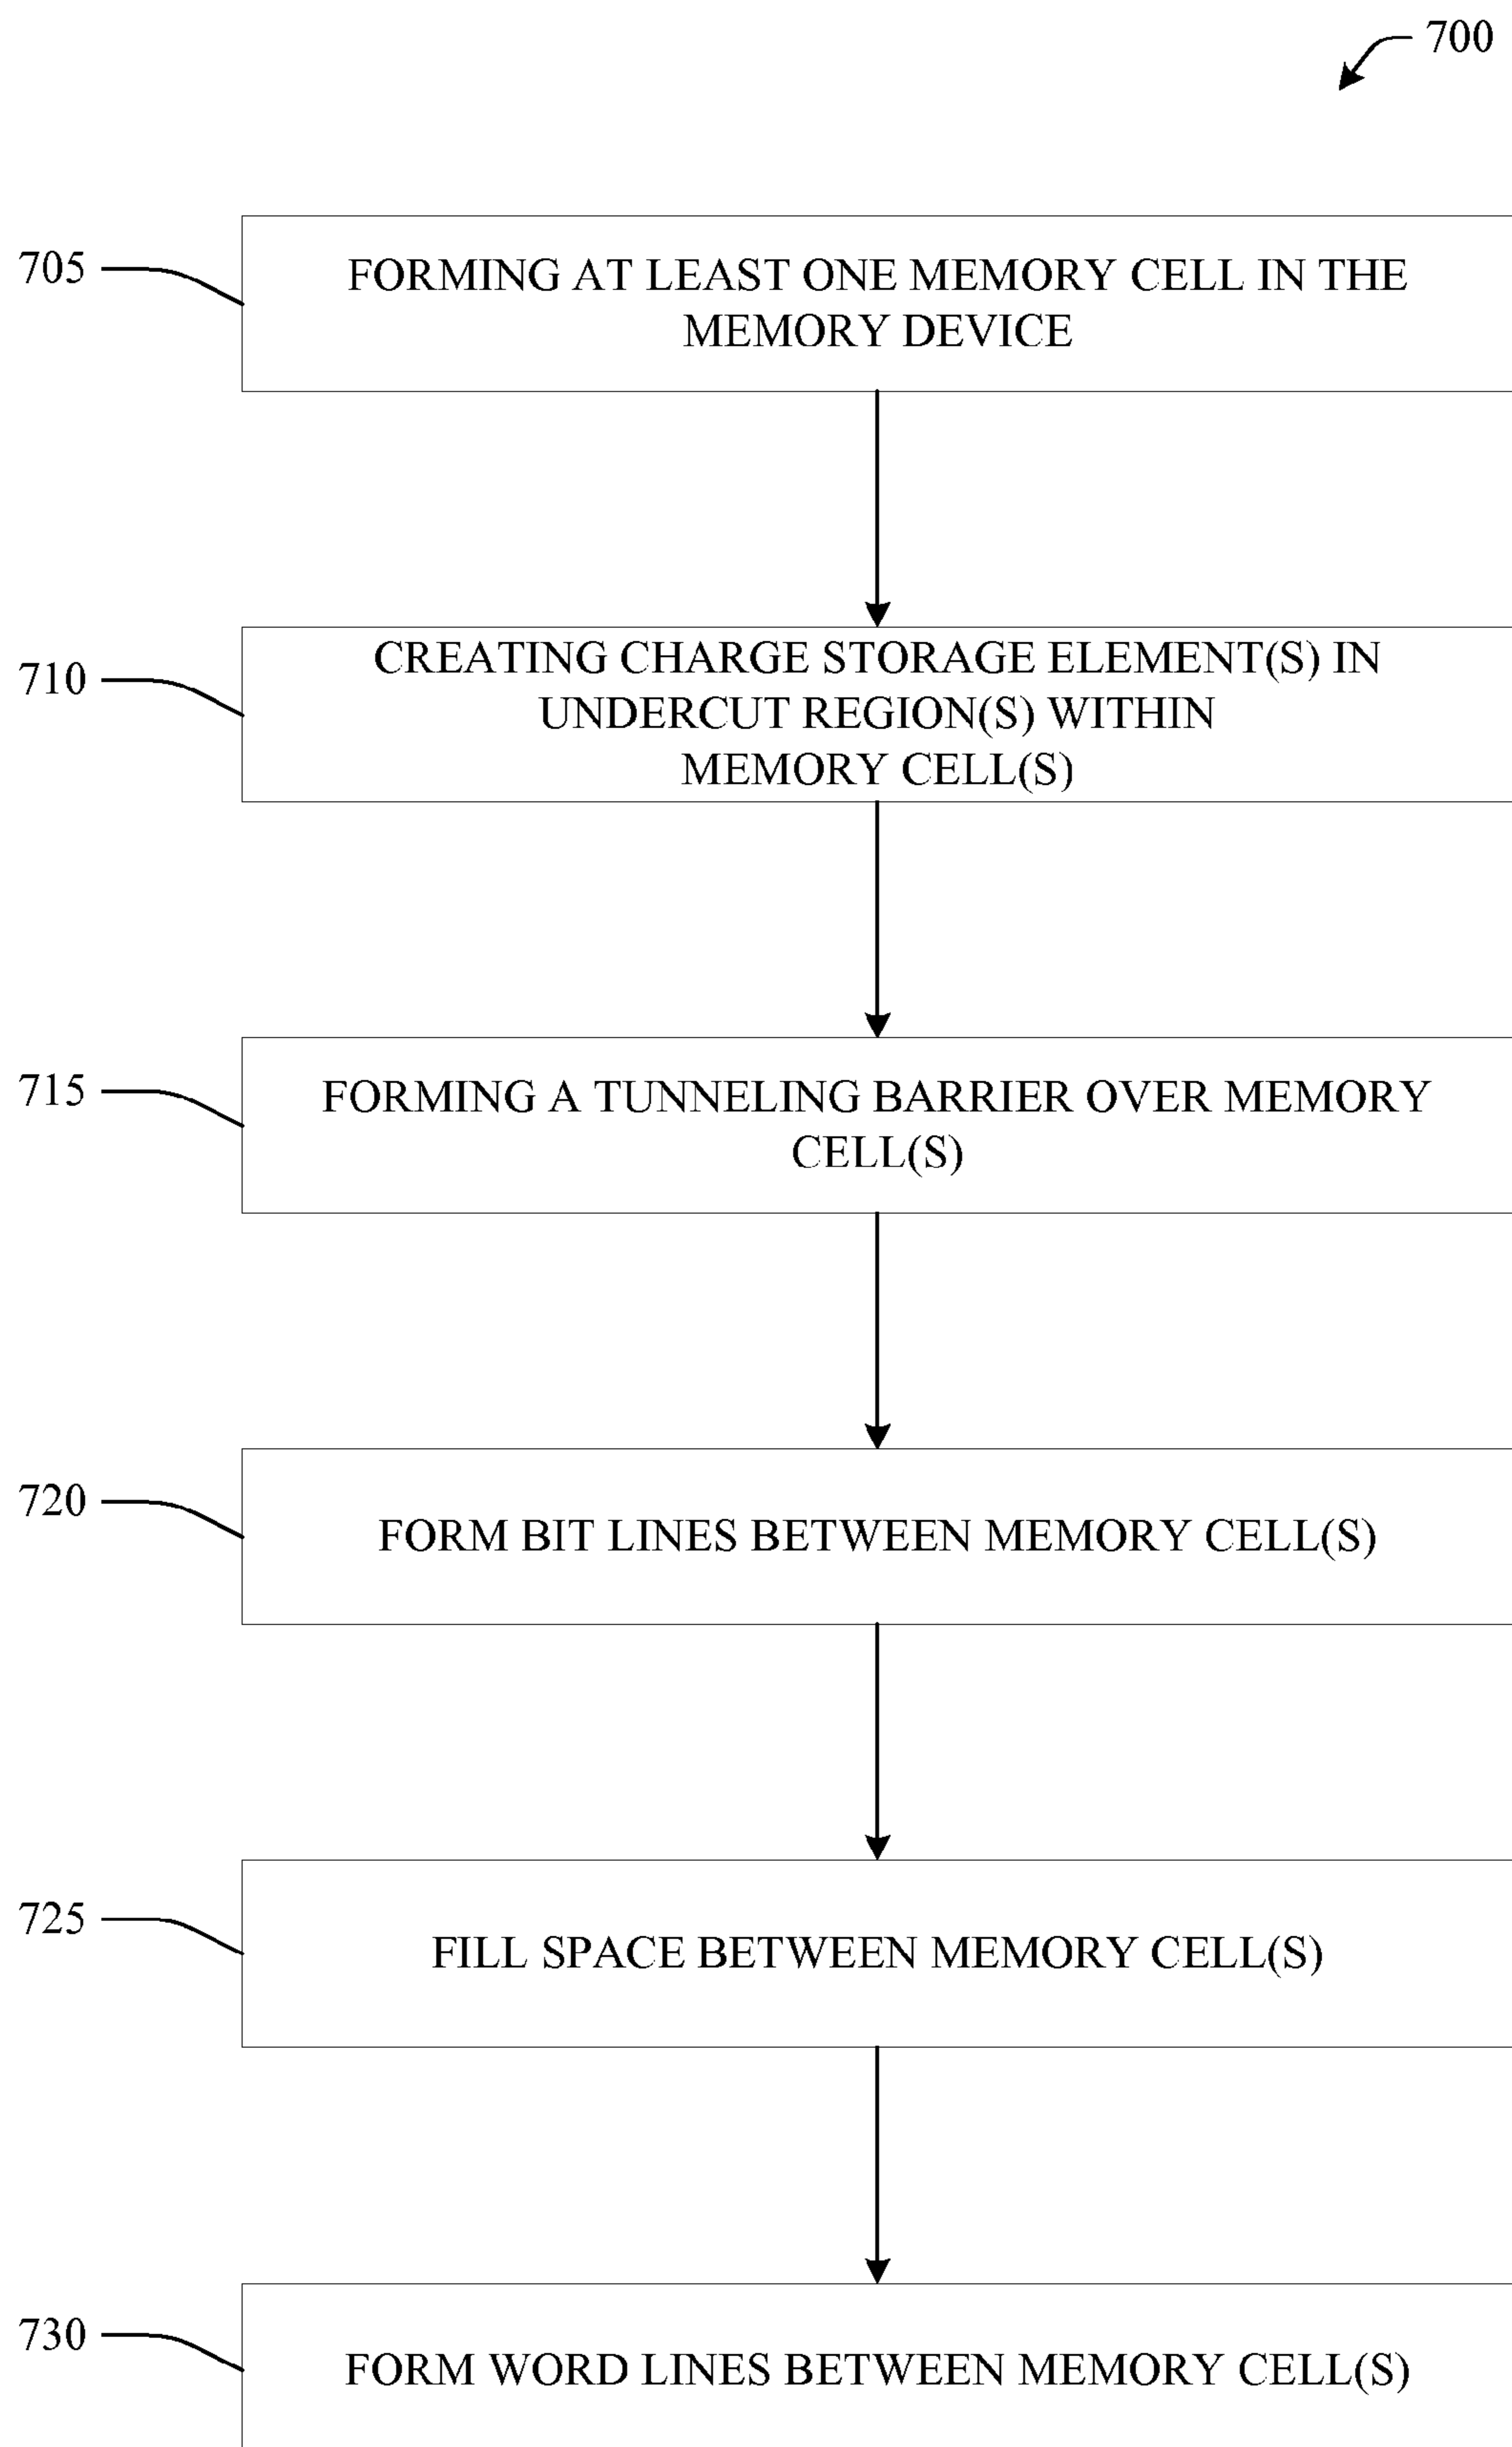 700
705
FORMING AT LEAST ONE MEMORY CELL IN THE
MEMORY DEVICE
710
CREATING CHARGE STORAGE ELEMENT(S) IN
UNDERCUT REGION(S) WITHIN
MEMORY CELL(S)
715
FORMING A TUNNELING BARRIER OVER MEMORY
CELL(S)
720
FORM BIT LINES BETWEEN MEMORY CELL(S)
725
FILL SPACE BETWEEN MEMORY CELL(S)
730
FORM WORD LINES BETWEEN MEMORY CELL(S)